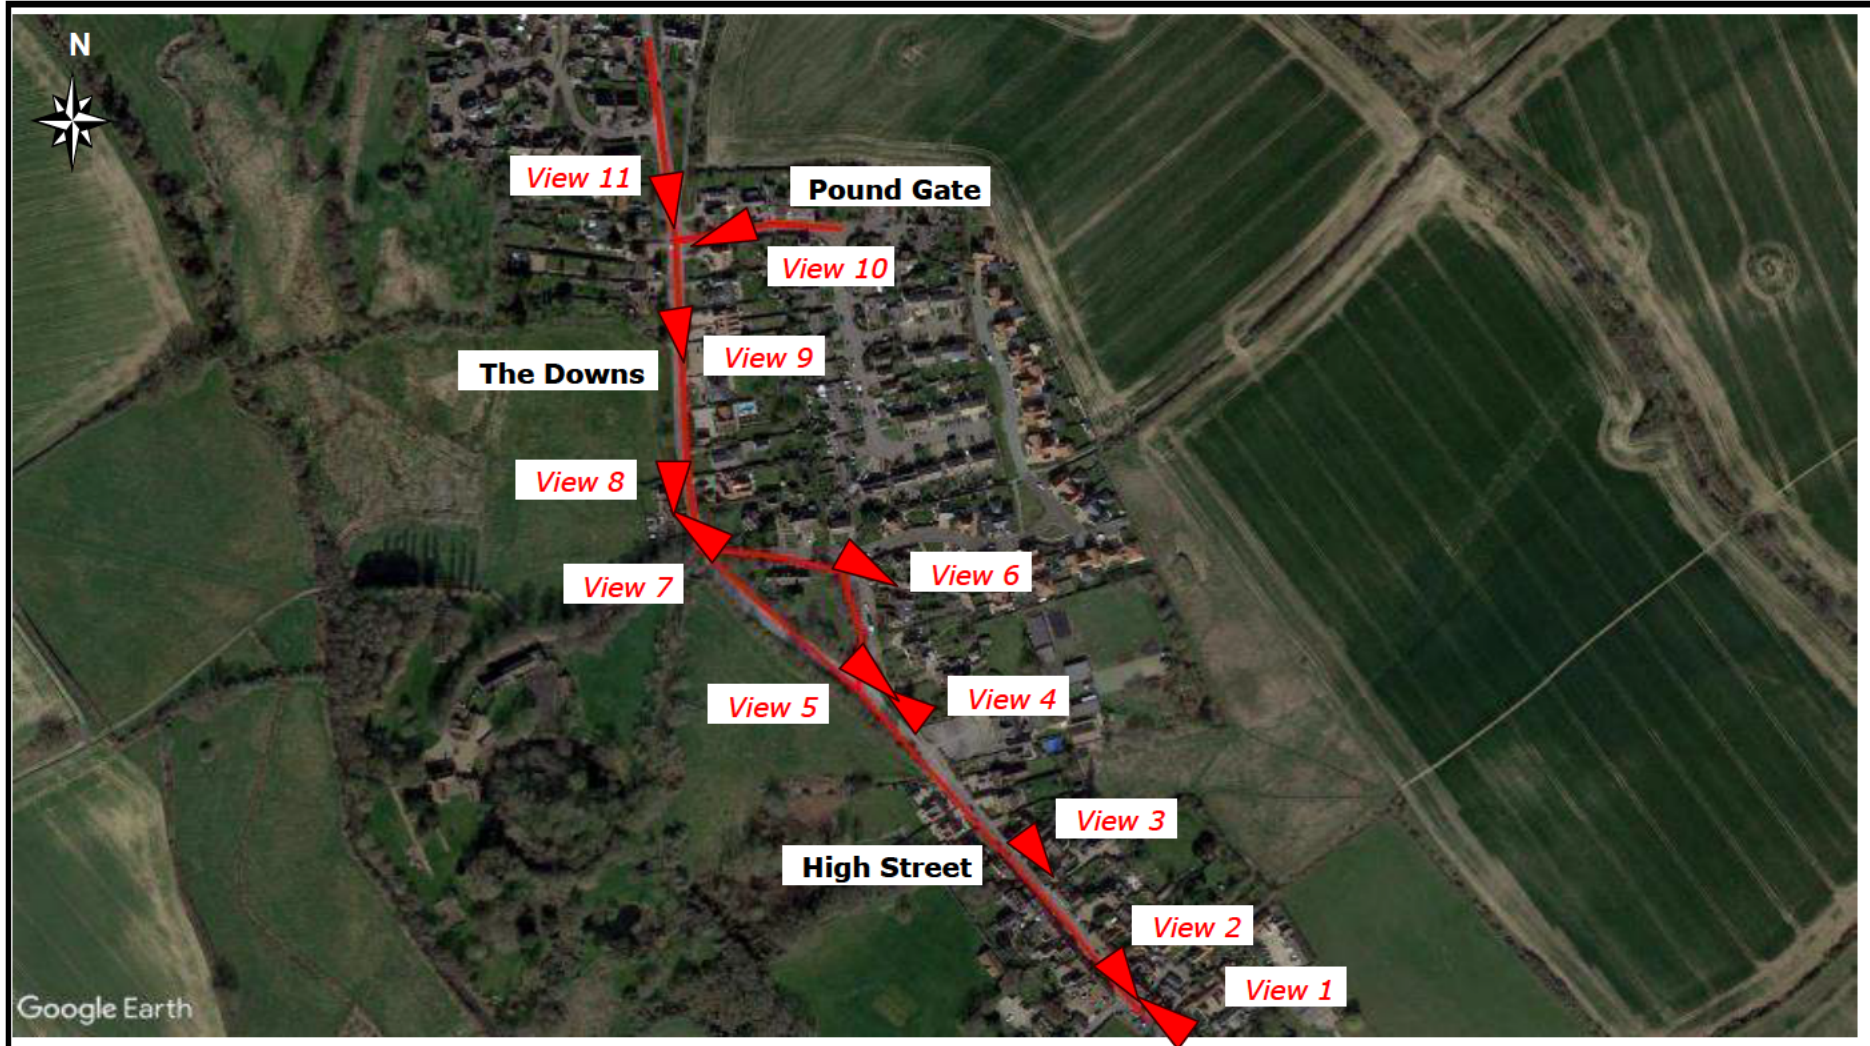 N
View 11
Pound Gate
View 10
View 9
The Downs
View 8
View 6
View 7
View 4
View 5
View 3
High Street
View 2
View 1
Google Earth